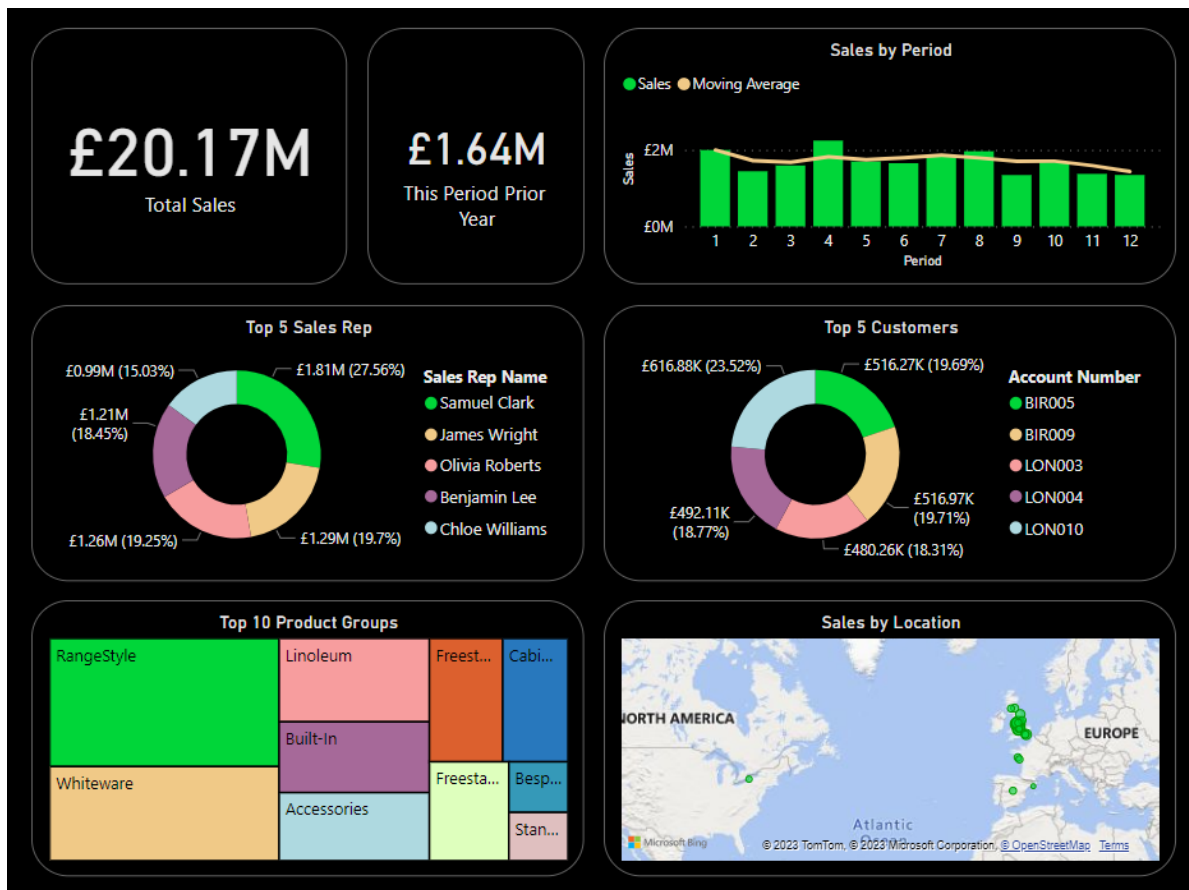 £20.17M
Total Sales
£1.64M
This Period Prior
Year
Sales by Period
Sales Moving Average
Sales
£2M
£0M
1 2 3 4 5 6 7 8 9 10 11 12
Period
Top 5 Sales Rep
£0.99M (15.03%)
£1.81M (27.56%)
£1.21M
(18.45%)
£1.26M (19.25%)
£1.29M (19.7%)
Sales Rep Name
Samuel Clark
James Wright
Olivia Roberts
Benjamin Lee
Chloe Williams
Top 5 Customers
£616.88K (23.52%)
£516.27K (19.69%)
£492.11K
(18.77%)
£516.97K
(19.71%)
£480.26K (18.31%)
Account Number
BIR005
BIR009
LON003
LON004
LON010
Top 10 Product Groups
RangeStyle
Linoleum
Freest...
Cabi...
Built-In
Whiteware
Freesta...
Besp...
Accessories
Stan...
Sales by Location
NORTH AMERICA
EUROPE
Atlantic
Ocean
Microsoft Bing
© 2023 TomTom, © 2023 Microsoft Corporation, © OpenStreetMap Terms